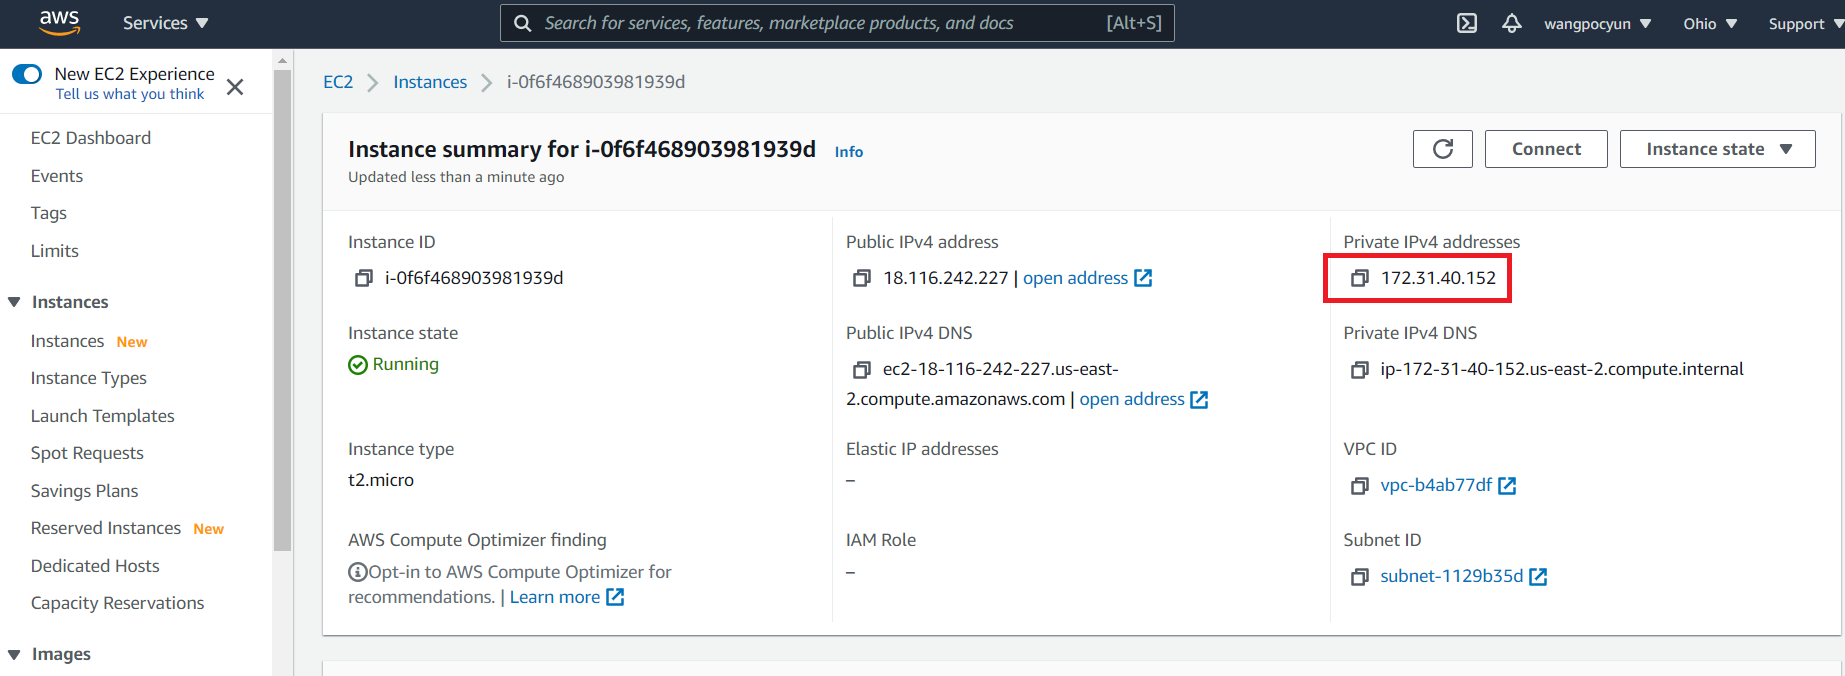 aws
Services
Search for services, features, marketplace products, and docs
[Alt+S]
wangpocyun
Ohio
Support
New EC2 Experience
Tell us what you think
EC2 Dashboard
Events
Tags
Limits
Instances
Instances New
Instance Types
Launch Templates
Spot Requests
Savings Plans
Reserved Instances New
Dedicated Hosts
Capacity Reservations
Images
EC2
Instances
i-0f6f468903981939d
Instance summary for i-0f6f468903981939d Info
Updated less than a minute ago
Connect
Instance state
Instance ID
i-0f6f468903981939d
Public IPv4 address
18.116.242.227 | open address
Private IPv4 addresses
172.31.40.152
Instance state
Running
Public IPv4 DNS
ec2-18-116-242-227.us-east-
2.compute.amazonaws.com | open address
Private IPv4 DNS
ip-172-31-40-152.us-east-2.compute.internal
Instance type
t2.micro
Elastic IP addresses
–
VPC ID
vpc-b4ab77df
AWS Compute Optimizer finding
Opt-in to AWS Compute Optimizer for
recommendations. | Learn more
IAM Role
–
Subnet ID
subnet-1129b35d